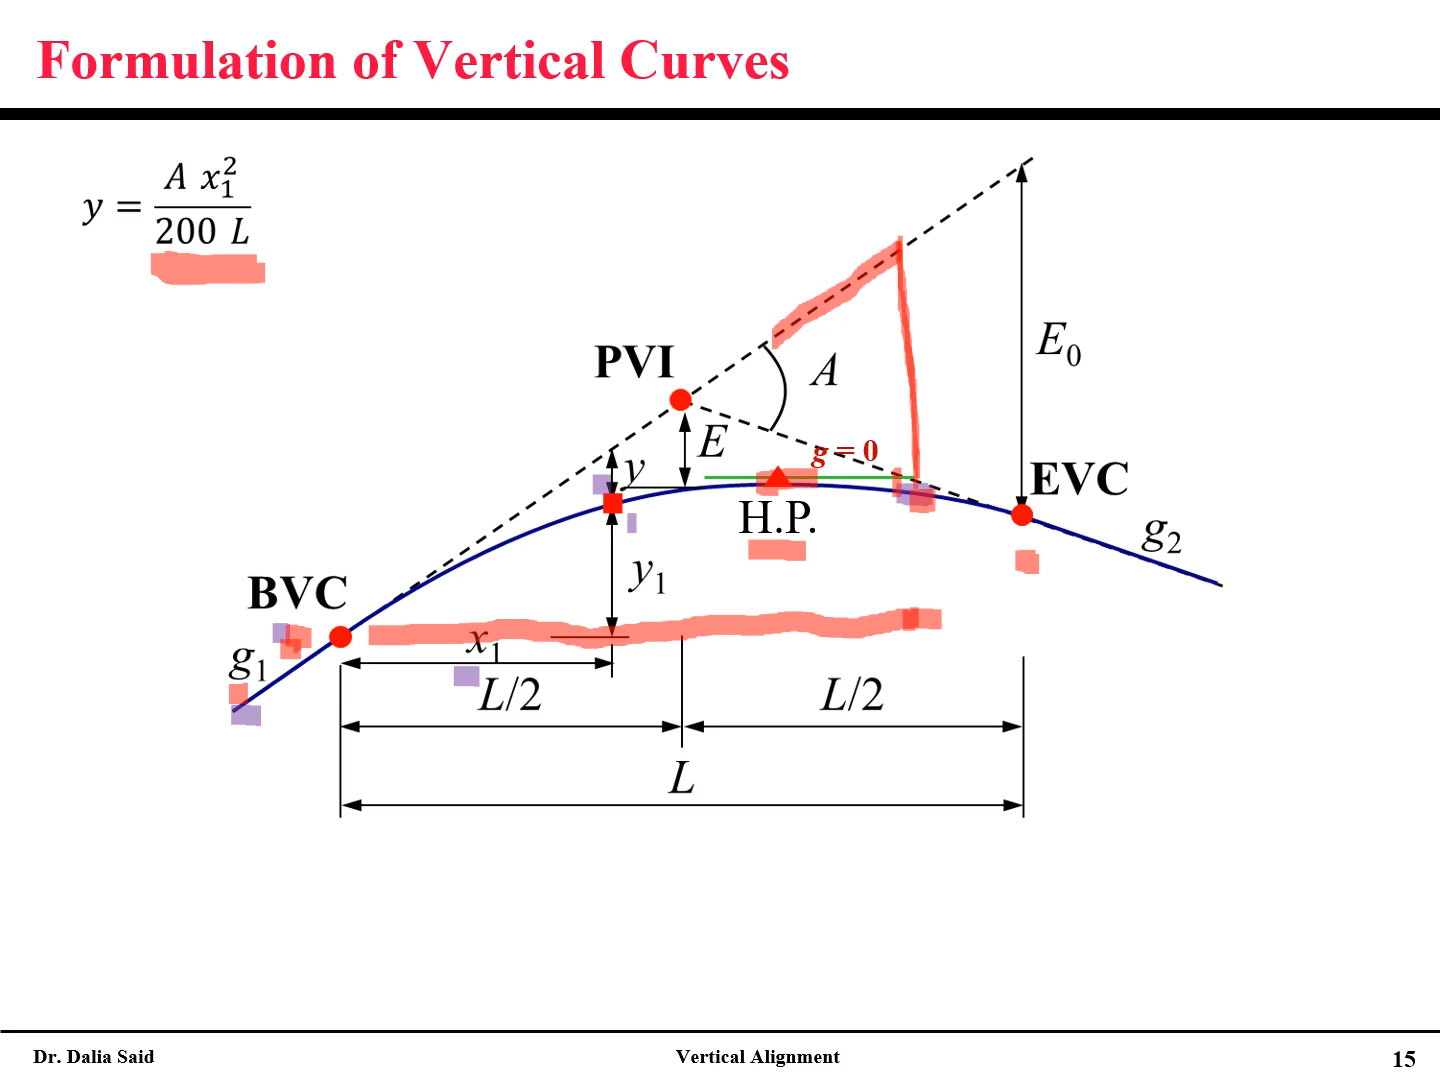 Formulation of Vertical Curves
y = A x₁² / 200 L
PVI
A
E₀
E
g = 0
y
EVC
H.P.
g₂
y₁
BVC
x₁
g₁
L/2
L/2
L
Dr. Dalia Said
Vertical Alignment
15